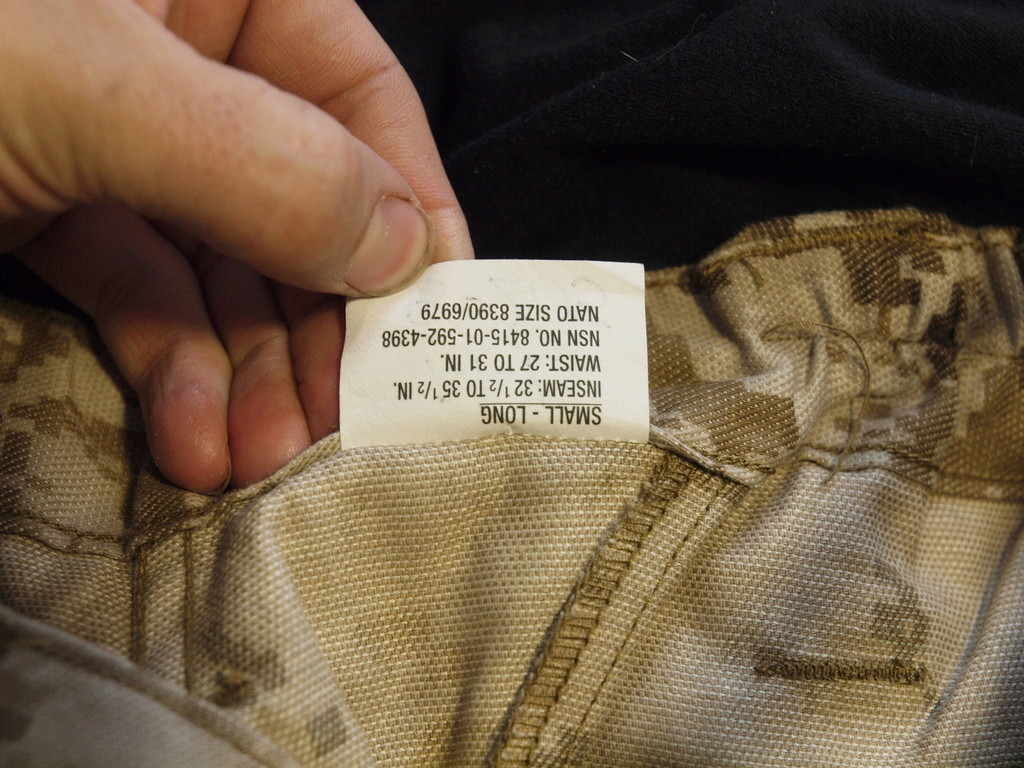 SMALL - LONG
INSEAM: 32 1/2 TO 35 1/2 IN.
WAIST: 27 TO 31 IN.
NSN NO. 8415-01-592-4398
NATO SIZE 8390/6979